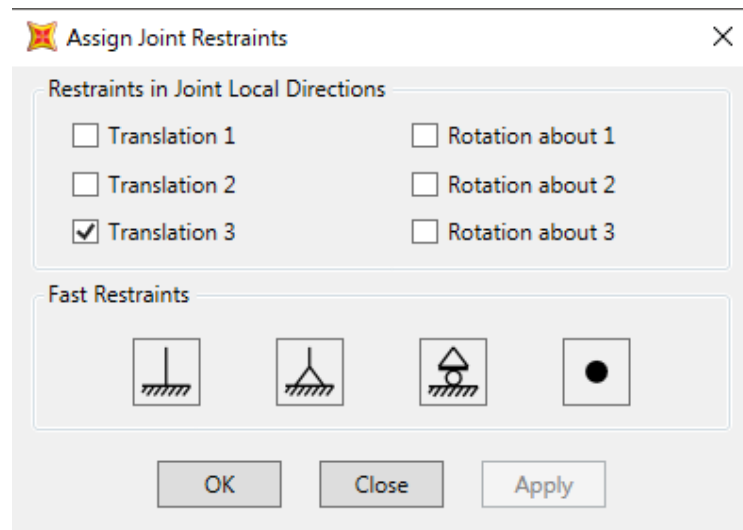 Assign Joint Restraints
Restraints in Joint Local Directions
Translation 1
Rotation about 1
Translation 2
Rotation about 2
Translation 3
Rotation about 3
Fast Restraints
OK
Close
Apply